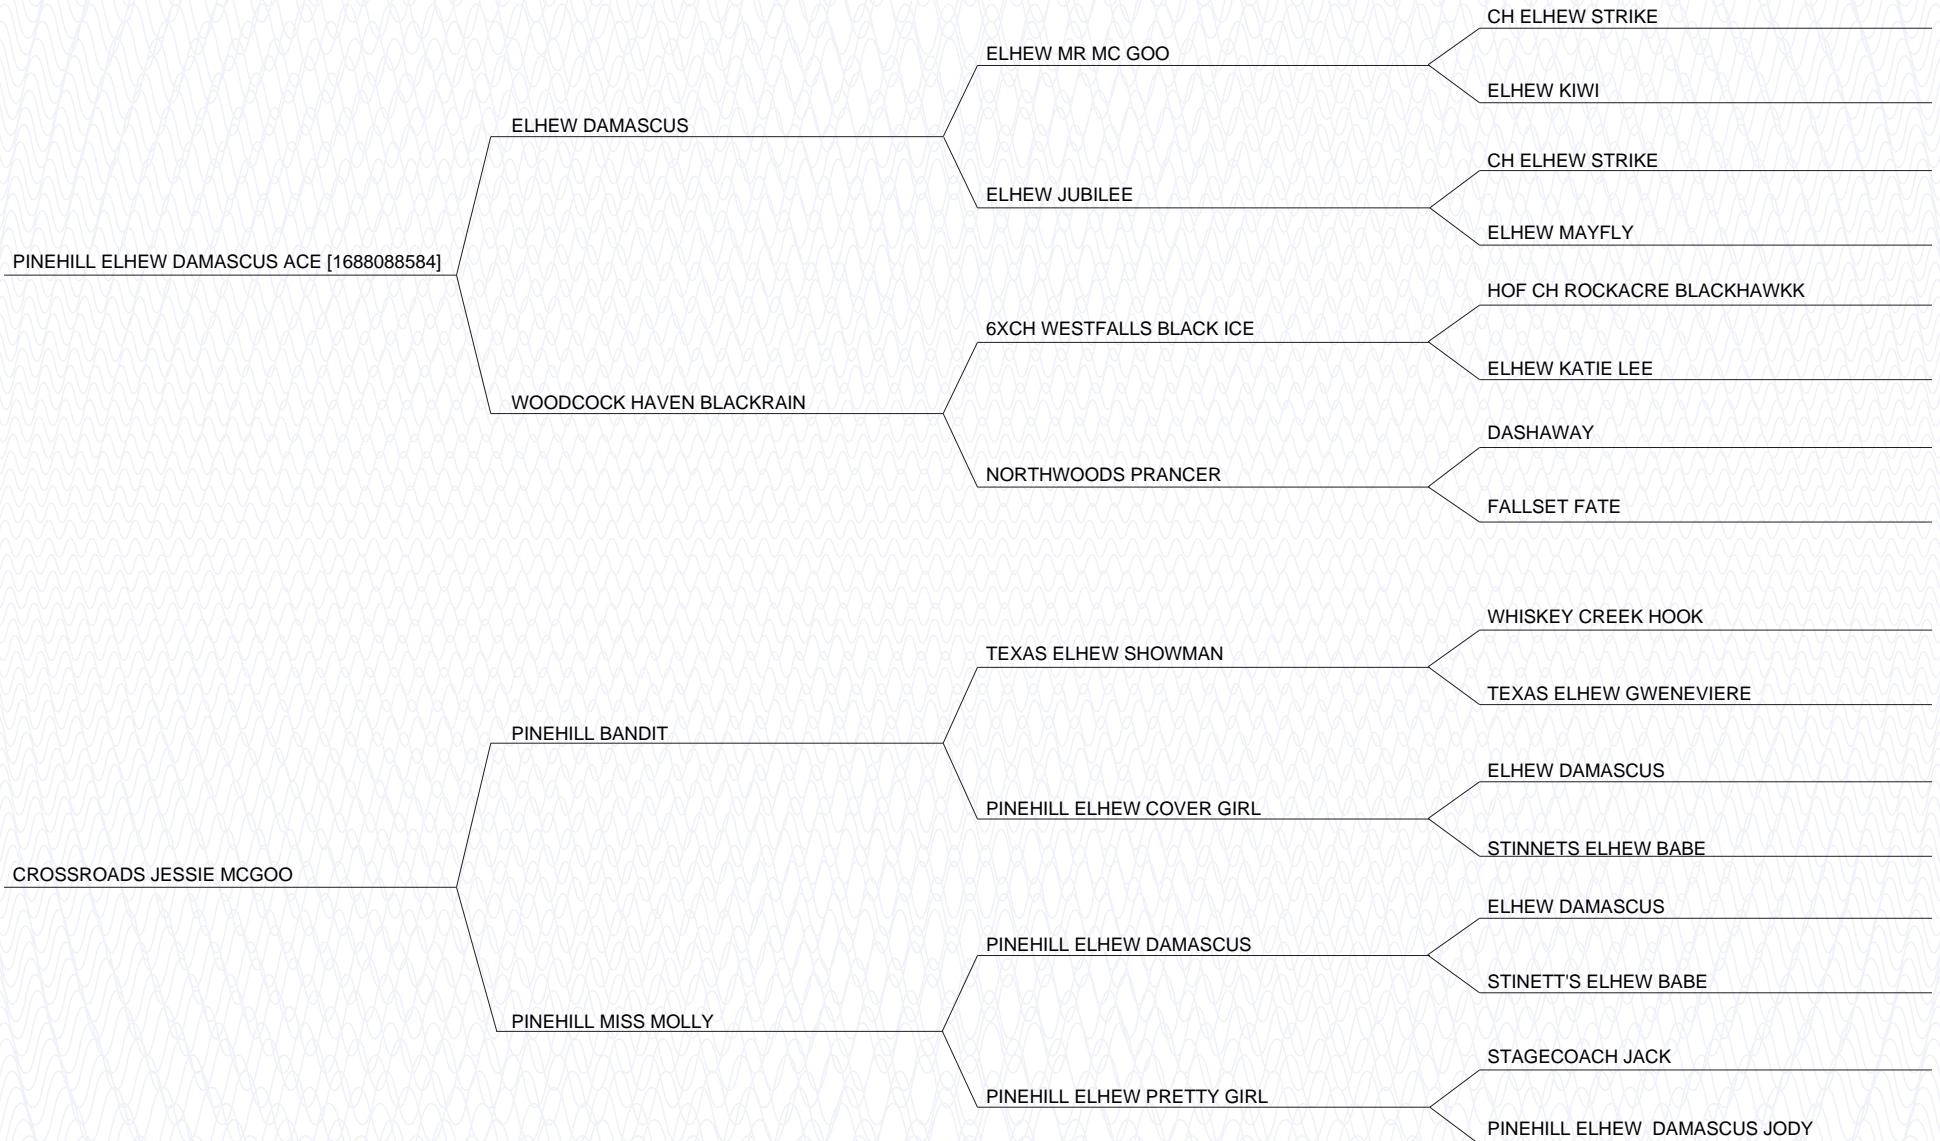 CH ELHEW STRIKE
ELHEW MR MC GOO
ELHEW KIWI
ELHEW DAMASCUS
CH ELHEW STRIKE
ELHEW JUBILEE
ELHEW MAYFLY
PINEHILL ELHEW DAMASCUS ACE [1688088584]
HOF CH ROCKACRE BLACKHAWKK
6XCH WESTFALLS BLACK ICE
ELHEW KATIE LEE
WOODCOCK HAVEN BLACKRAIN
DASHAWAY
NORTHWOODS PRANCER
FALLSET FATE
WHISKEY CREEK HOOK
TEXAS ELHEW SHOWMAN
TEXAS ELHEW GWENEVIERE
PINEHILL BANDIT
ELHEW DAMASCUS
PINEHILL ELHEW COVER GIRL
STINNETS ELHEW BABE
CROSSROADS JESSIE MCGOO
ELHEW DAMASCUS
PINEHILL ELHEW DAMASCUS
STINETT'S ELHEW BABE
PINEHILL MISS MOLLY
STAGECOACH JACK
PINEHILL ELHEW PRETTY GIRL
PINEHILL ELHEW  DAMASCUS JODY